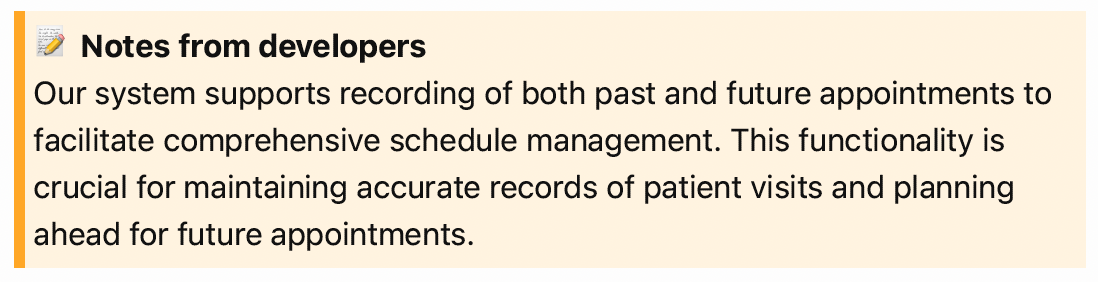 Notes from developers
Our system supports recording of both past and future appointments to
facilitate comprehensive schedule management. This functionality is
crucial for maintaining accurate records of patient visits and planning
ahead for future appointments.